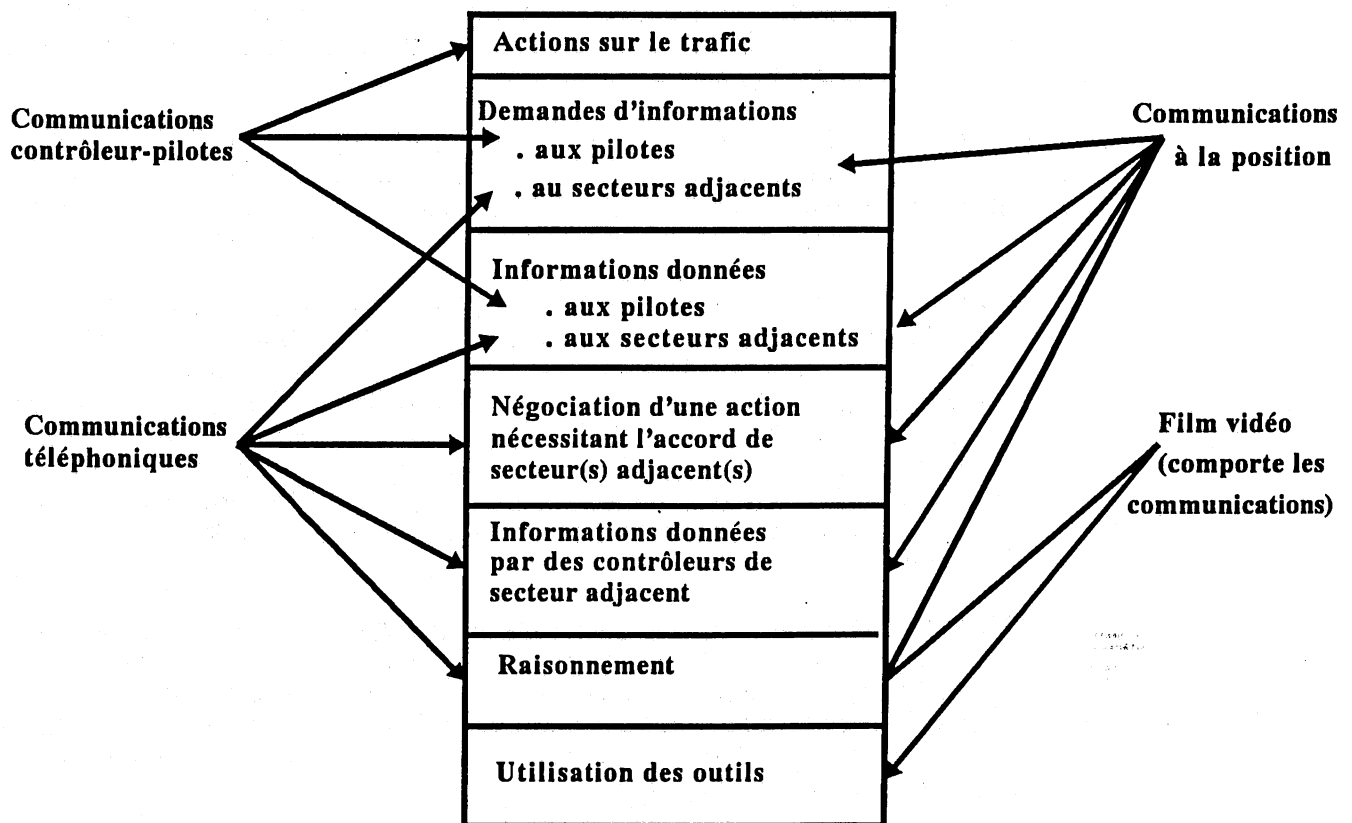 Actions sur le trafic
Demandes d'informations
. aux pilotes
. au secteurs adjacents
Informations données
. aux pilotes
. aux secteurs adjacents
Négociation d'une action
nécessitant l'accord de
secteur(s) adjacent(s)
Informations données
par des contrôleurs de
secteur adjacent
Raisonnement
Utilisation des outils
Communications
contrôleur-pilotes
Communications
téléphoniques
Communications
à la position
Film vidéo
(comporte les
communications)